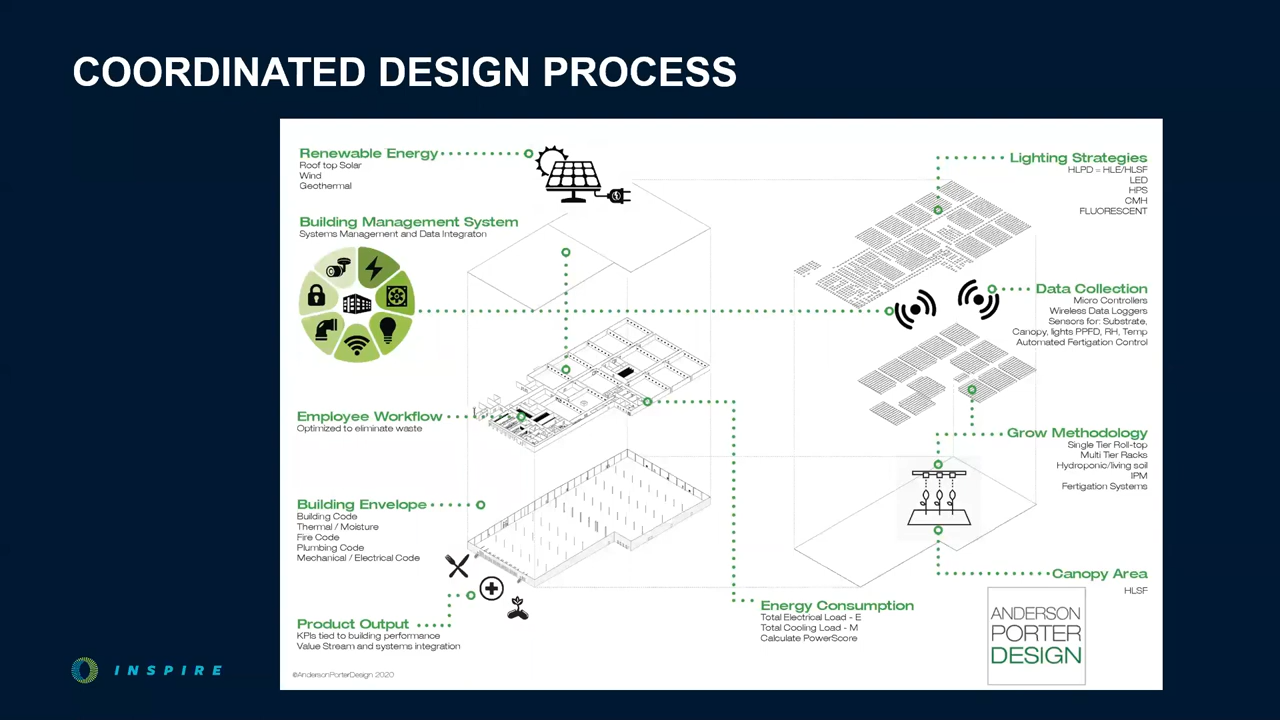 COORDINATED DESIGN PROCESS
Renewable Energy
Roof top Solar
Wind
Geothermal
Building Management System
Systems Management and Data Integraton
Employee Workflow
Optimized to eliminate waste
Building Envelope
Building Code
Thermal / Moisture
Fire Code
Plumbing Code
Mechanical / Electrical Code
Product Output
KPIs tied to building performance
Value Stream and systems integration
©AndersonPorterDesign 2020
Energy Consumption
Total Electrical Load - E
Total Cooling Load - M
Calculate PowerScore
Lighting Strategies
HLPD = HLE/HLSF
LED
HPS
CMH
FLUORESCENT
Data Collection
Micro Controllers
Wireless Data Loggers
Sensors for: Substrate,
Canopy, lights PPFD, RH, Temp
Automated Fertigation Control
Grow Methodology
Single Tier Roll-top
Multi Tier Racks
Hydroponic/living soil
IPM
Fertigation Systems
Canopy Area
HLSF
ANDERSON
PORTER
DESIGN
INSPIRE